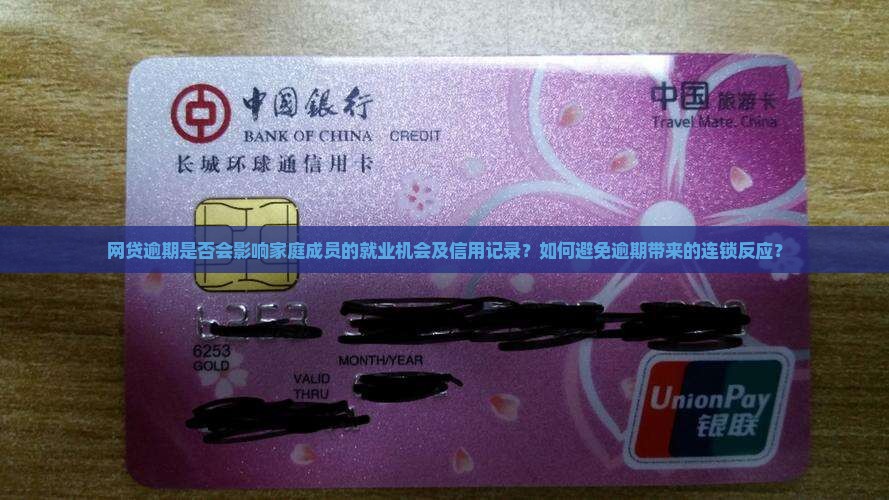 中国银行
BANK OF CHINA CREDIT
长城环球通信用卡
中国 旅游卡
Travel Mate. China
网贷逾期是否会影响家庭成员的就业机会及信用记录？如何避免逾期带来的连锁反应？
6253
6253
GOLD
MONTH/YEAR
VALID
THRU
UnionPay
银联